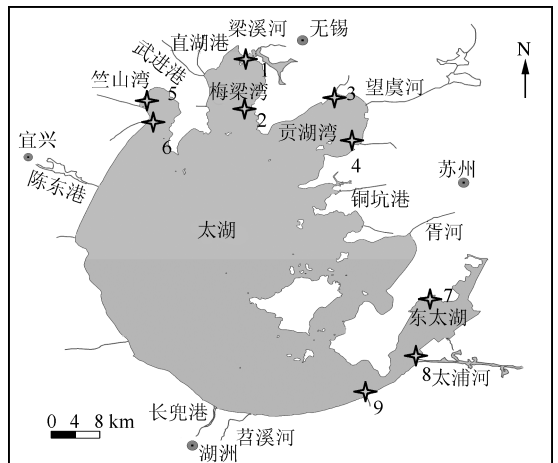 梁溪河
无锡
直湖港
武进港
N
1
竺山湾
5
梅梁湾
3
望虞河
2
贡湖湾
6
4
宜兴
苏州
陈东港
铜坑港
太湖
胥河
7
东太湖
8
太浦河
9
0 4 8 km
长兜港
苕溪河
湖洲